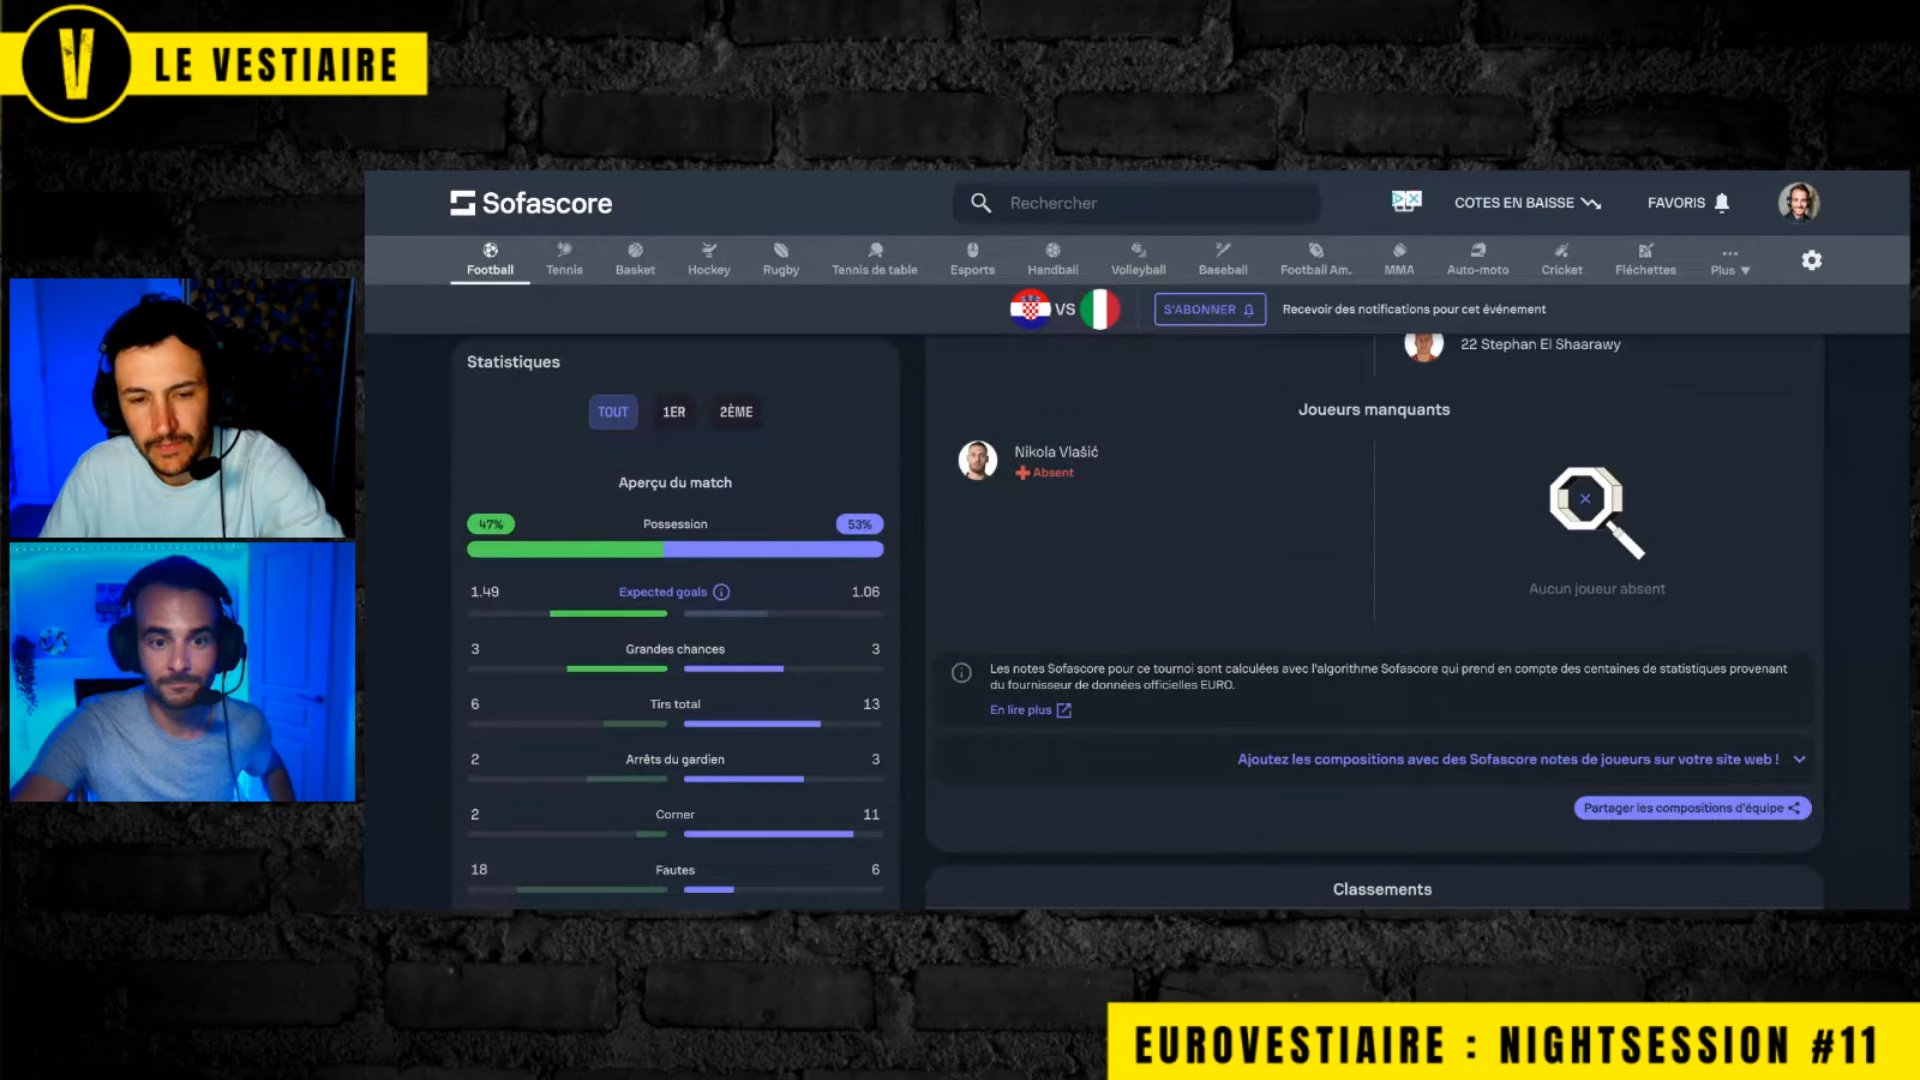 V
LE VESTIAIRE
Sofascore
Rechercher
COTES EN BAISSE
FAVORIS
Football
Tennis
Basket
Hockey
Rugby
Tennis de table
Esports
Handball
Volleyball
Baseball
Football Am.
MMA
Auto-moto
Cricket
Fléchettes
Plus ▼
VS
S'ABONNER
Recevoir des notifications pour cet événement
Statistiques
TOUT
1ER
2ÈME
Aperçu du match
47%
Possession
53%
1.49
Expected goals
1.06
3
Grandes chances
3
6
Tirs total
13
2
Arrêts du gardien
3
2
Corner
11
18
Fautes
6
22 Stephan El Shaarawy
Joueurs manquants
Nikola Vlašić
Absent
Aucun joueur absent
Les notes Sofascore pour ce tournoi sont calculées avec l'algorithme Sofascore qui prend en compte des centaines de statistiques provenant
du fournisseur de données officielles EURO.
En lire plus
Ajoutez les compositions avec des Sofascore notes de joueurs sur votre site web !
Partager les compositions d'équipe
Classements
EUROVESTIAIRE : NIGHTSESSION #11